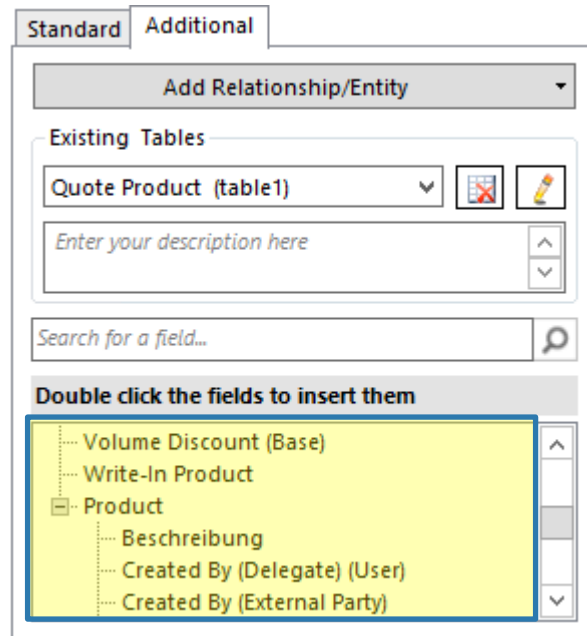 Standard
Additional
Add Relationship/Entity
Existing Tables
Quote Product (table1)
Enter your description here
Search for a field...
Double click the fields to insert them
Volume Discount (Base)
Write-In Product
Product
Beschreibung
Created By (Delegate) (User)
Created By (External Party)